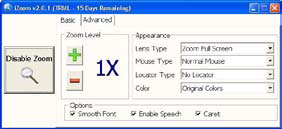 iZoom v2.0.1 (TRIAL - 15 Days Remaining)
Basic Advanced
Disable Zoom
Zoom Level
1X
Appearance
Lens Type Zoom Full Screen
Mouse Type Normal Mouse
Locator Type No Locator
Color Original Colors
Options
Smooth Font Enable Speech Caret